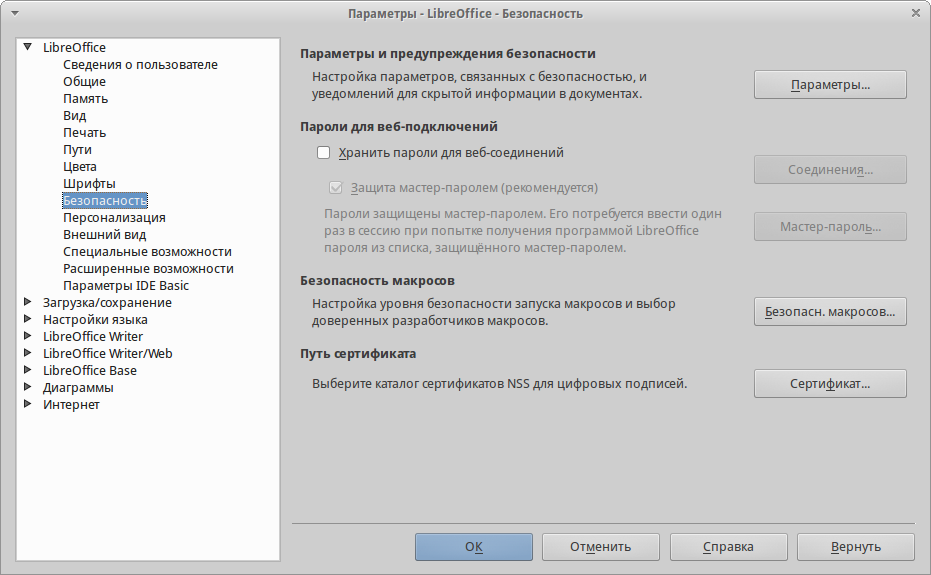 Параметры - LibreOffice - Безопасность
LibreOffice
Сведения о пользователе
Общие
Память
Вид
Печать
Пути
Цвета
Шрифты
Безопасность
Персонализация
Внешний вид
Специальные возможности
Расширенные возможности
Параметры IDE Basic
Загрузка/сохранение
Настройки языка
LibreOffice Writer
LibreOffice Writer/Web
LibreOffice Base
Диаграммы
Интернет
Параметры и предупреждения безопасности
Настройка параметров, связанных с безопасностью, и
уведомлений для скрытой информации в документах.
Параметры...
Пароли для веб-подключений
Хранить пароли для веб-соединений
Соединения...
Защита мастер-паролем (рекомендуется)
Пароли защищены мастер-паролем. Его потребуется ввести один
раз в сессию при попытке получения программой LibreOffice
пароля из списка, защищённого мастер-паролем.
Мастер-пароль...
Безопасность макросов
Настройка уровня безопасности запуска макросов и выбор
доверенных разработчиков макросов.
Безопасн. макросов...
Путь сертификата
Выберите каталог сертификатов NSS для цифровых подписей.
Сертификат...
OK
Отменить
Справка
Вернуть